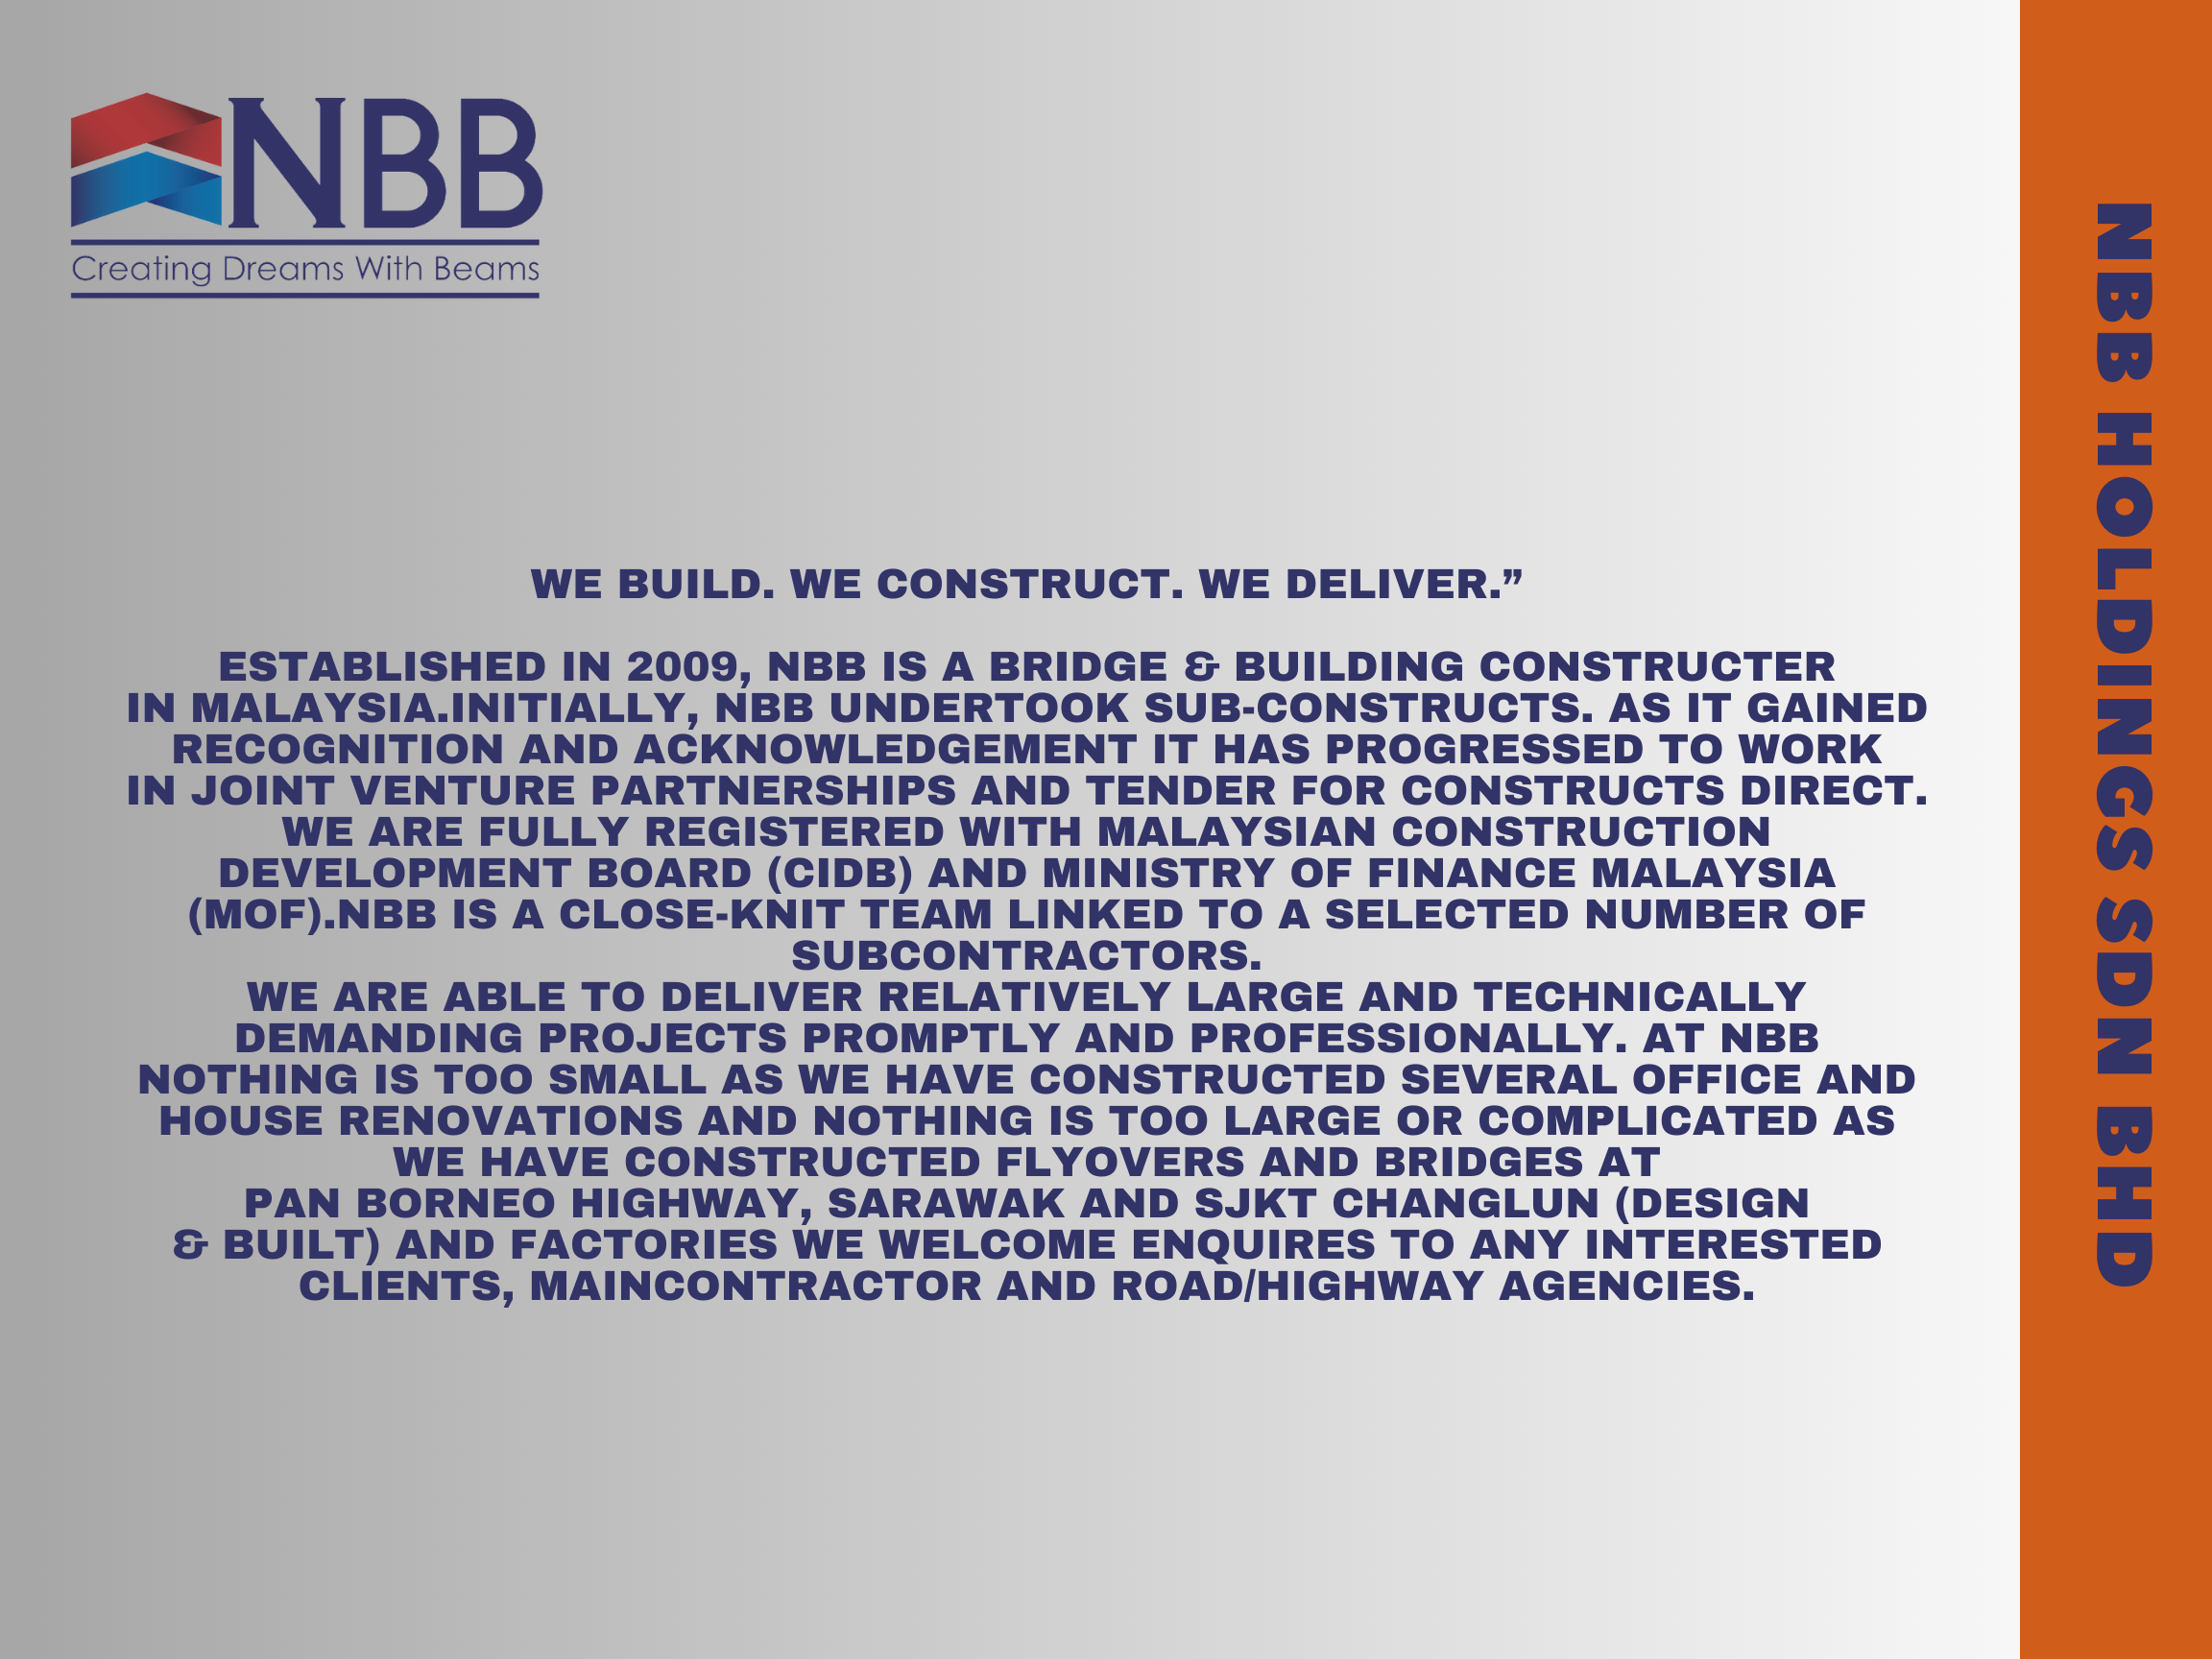 NBB
Creating Dreams With Beams
WE BUILD. WE CONSTRUCT. WE DELIVER.”
ESTABLISHED IN 2009, NBB IS A BRIDGE & BUILDING CONSTRUCTER
IN MALAYSIA.INITIALLY, NBB UNDERTOOK SUB-CONSTRUCTS. AS IT GAINED
RECOGNITION AND ACKNOWLEDGEMENT IT HAS PROGRESSED TO WORK
IN JOINT VENTURE PARTNERSHIPS AND TENDER FOR CONSTRUCTS DIRECT.
WE ARE FULLY REGISTERED WITH MALAYSIAN CONSTRUCTION
DEVELOPMENT BOARD (CIDB) AND MINISTRY OF FINANCE MALAYSIA
(MOF).NBB IS A CLOSE-KNIT TEAM LINKED TO A SELECTED NUMBER OF
SUBCONTRACTORS.
WE ARE ABLE TO DELIVER RELATIVELY LARGE AND TECHNICALLY
DEMANDING PROJECTS PROMPTLY AND PROFESSIONALLY. AT NBB
NOTHING IS TOO SMALL AS WE HAVE CONSTRUCTED SEVERAL OFFICE AND
HOUSE RENOVATIONS AND NOTHING IS TOO LARGE OR COMPLICATED AS
WE HAVE CONSTRUCTED FLYOVERS AND BRIDGES AT
PAN BORNEO HIGHWAY, SARAWAK AND SJKT CHANGLUN (DESIGN
& BUILT) AND FACTORIES WE WELCOME ENQUIRES TO ANY INTERESTED
CLIENTS, MAINCONTRACTOR AND ROAD/HIGHWAY AGENCIES.
NBB HOLDINGS SDN BHD